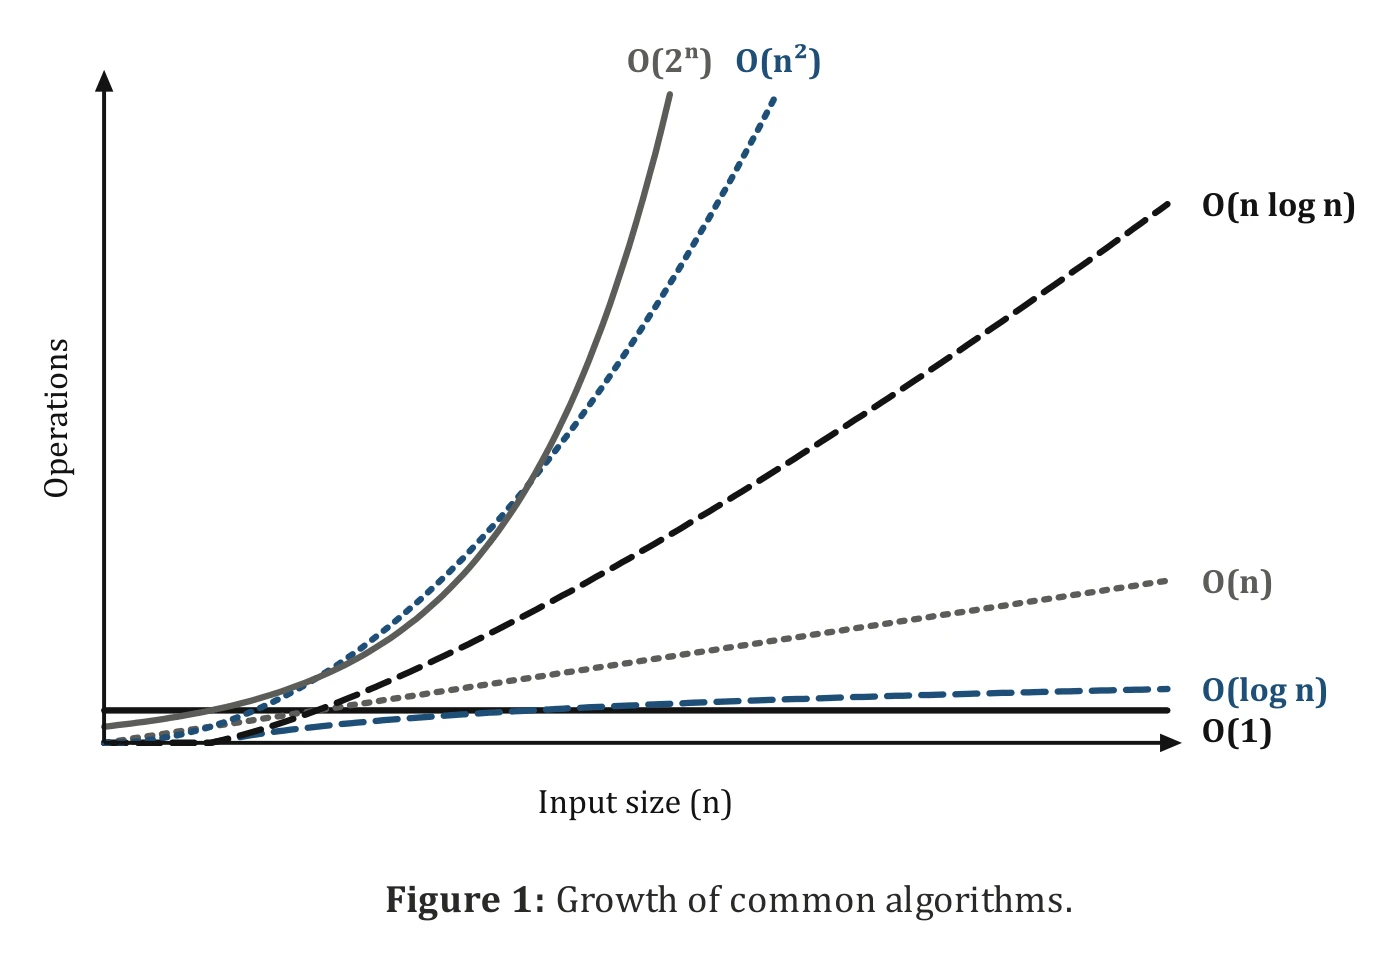 O(2ⁿ) O(n²)
O(n log n)
Operations
O(n)
O(log n)
O(1)
Input size (n)
Figure 1: Growth of common algorithms.